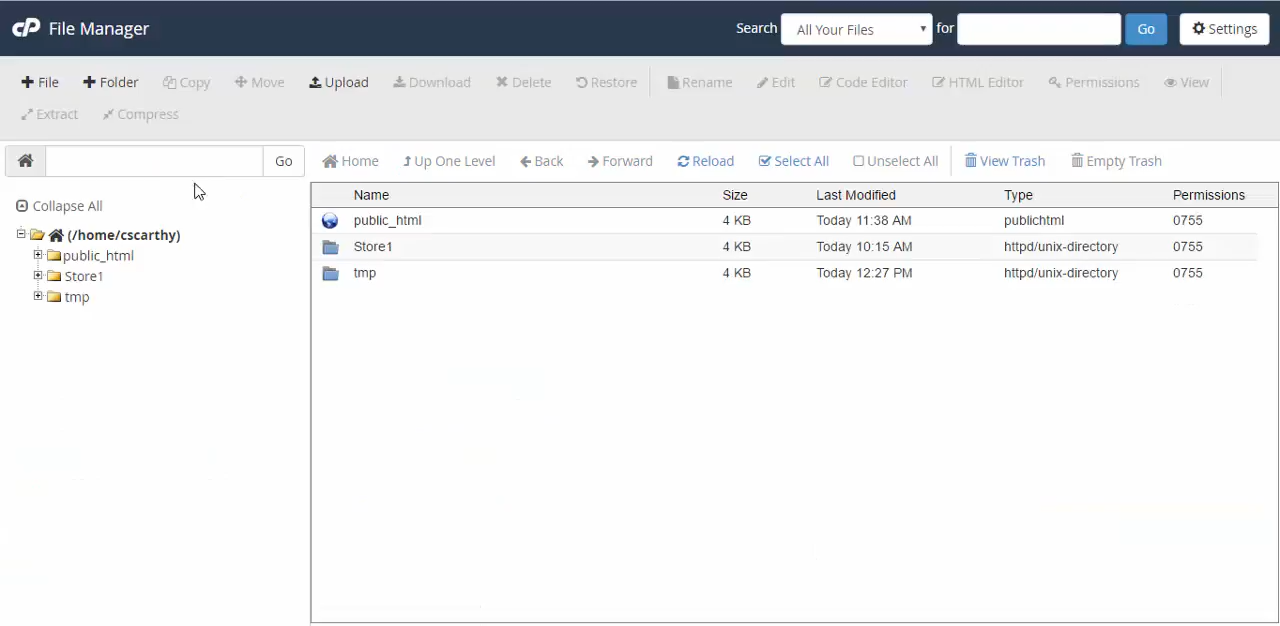 cP File Manager Search All Your Files for Go Settings
File Folder Copy Move Upload Download Delete Restore Rename Edit Code Editor HTML Editor Permissions View
Extract Compress
Go Home Up One Level Back Forward Reload Select All Unselect All View Trash Empty Trash
Name Size Last Modified Type Permissions
Collapse All
(/home/cscarthy)
public_html
Store1
tmp
public_html 4 KB Today 11:38 AM publichtml 0755
Store1 4 KB Today 10:15 AM httpd/unix-directory 0755
tmp 4 KB Today 12:27 PM httpd/unix-directory 0755